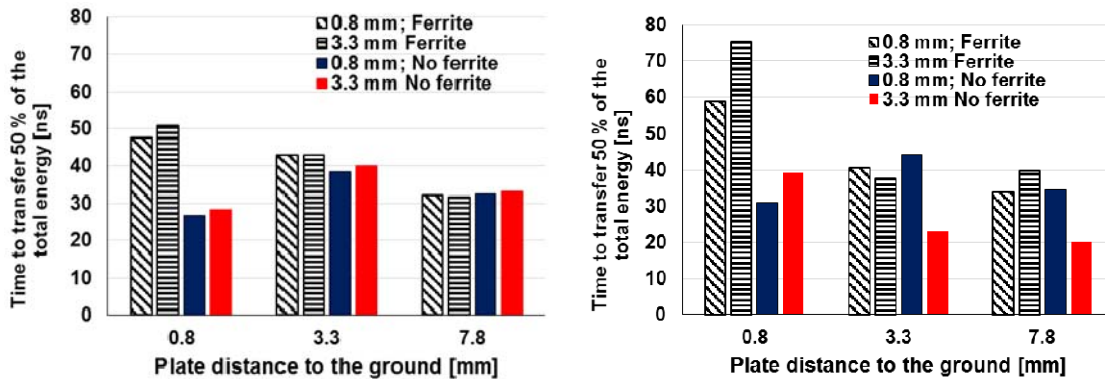 Time to transfer 50 % of the
total energy [ns]
80
70
60
50
40
30
20
10
0
0.8 mm; Ferrite
3.3 mm Ferrite
0.8 mm; No ferrite
3.3 mm No ferrite
0.8
3.3
7.8
Plate distance to the ground [mm]
Time to transfer 50 % of the
total energy [ns]
80
70
60
50
40
30
20
10
0
0.8 mm; Ferrite
3.3 mm Ferrite
0.8 mm; No ferrite
3.3 mm No ferrite
0.8
3.3
7.8
Plate distance to the ground [mm]